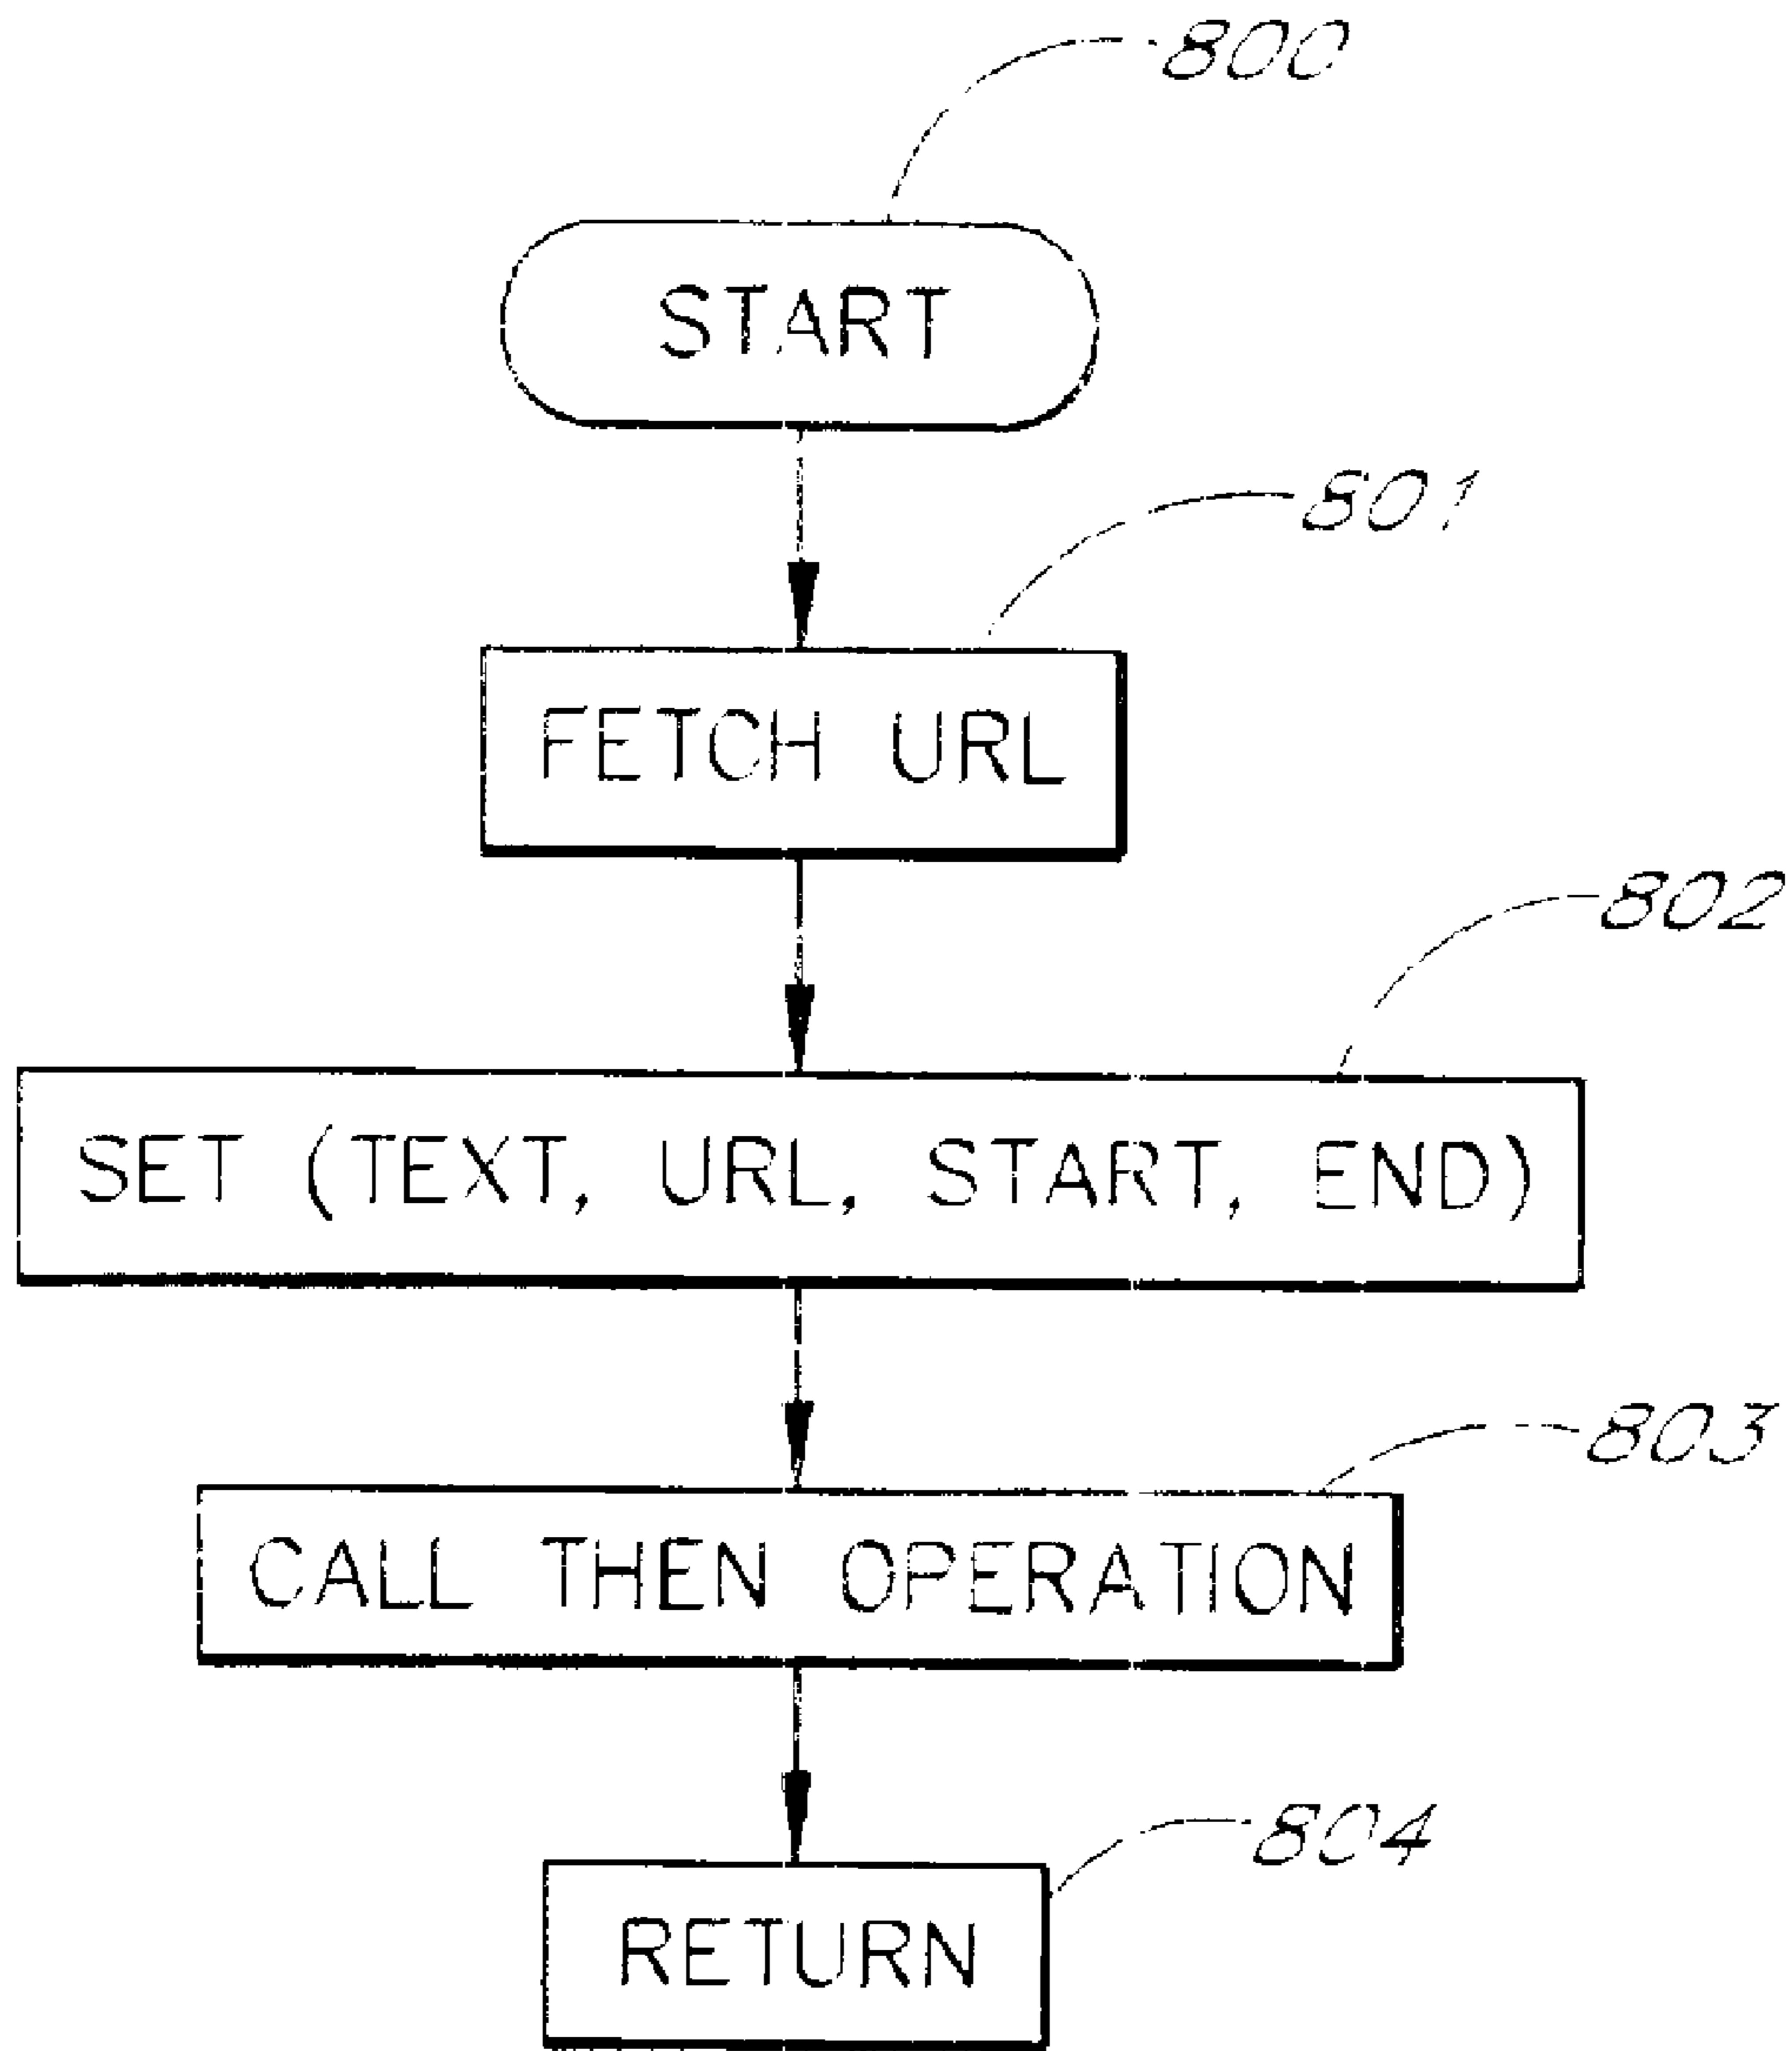 800
START
801
FETCH URL
802
SET (TEXT, URL, START, END)
803
CALL THEN OPERATION
804
RETURN